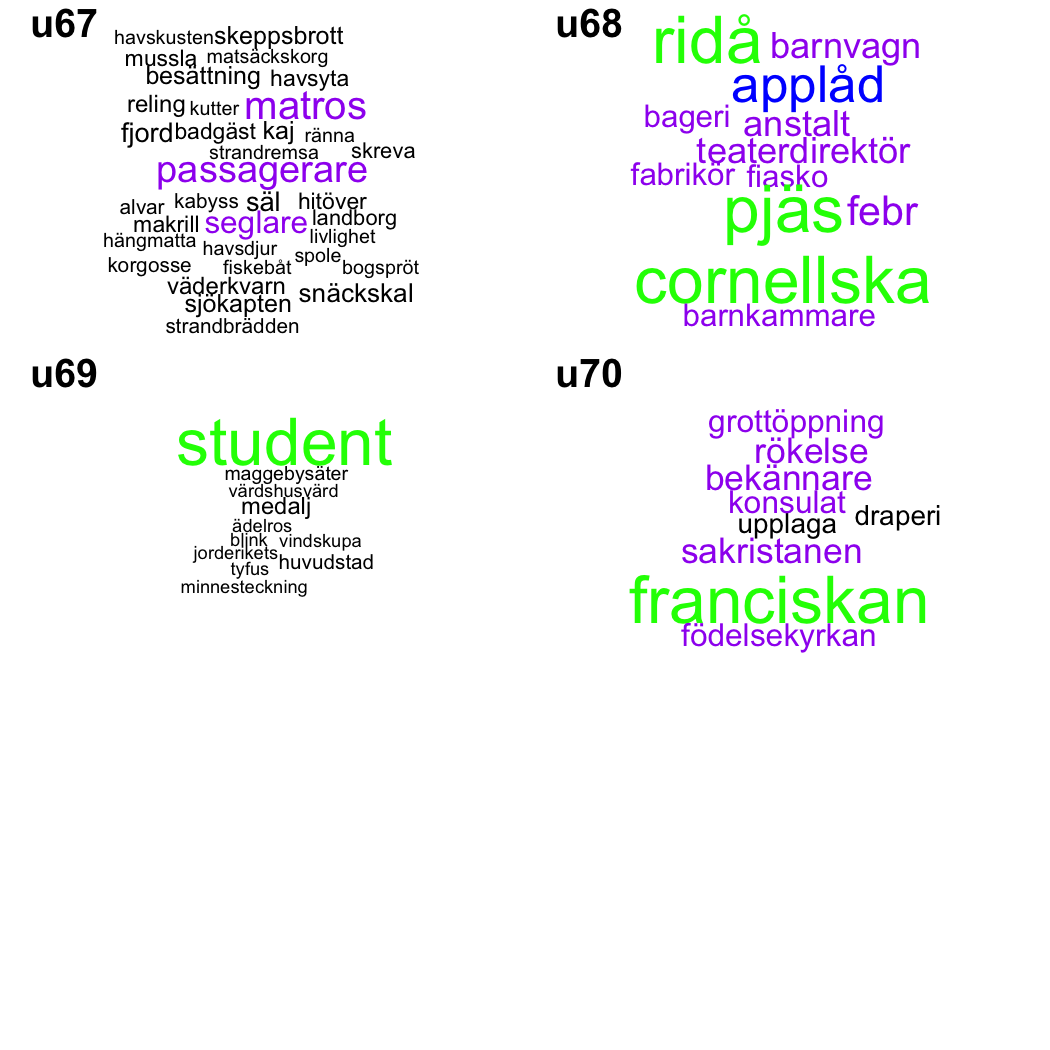 u67
havskusten skeppsbrott
mussla matsäckskorg
besättning havsyta
reling kutter matros
fjord badgäst kaj ränna
strandremsa skreva
passagerare
alvar kabyss säl hitöver
makrill seglare landborg
hängmatta havsdjur livlighet
korgosse fiskebåt spole bogspröt
väderkvarn snäckskal
sjökapten
strandbrädden
u68
ridå barnvagn
applåd
bageri anstalt
teaterdirektör
fabrikör fiasko
pjäs febr
cornellska
barnkammare
u69
student
maggebysäter
värdshusvärd
medalj
ädelros
blink vindskupa
jorderikets
tyfus huvudstad
minnesteckning
u70
grottöppning
rökelse
bekännare
konsulat
upplaga draperi
sakristanen
franciskan
födelsekyrkan